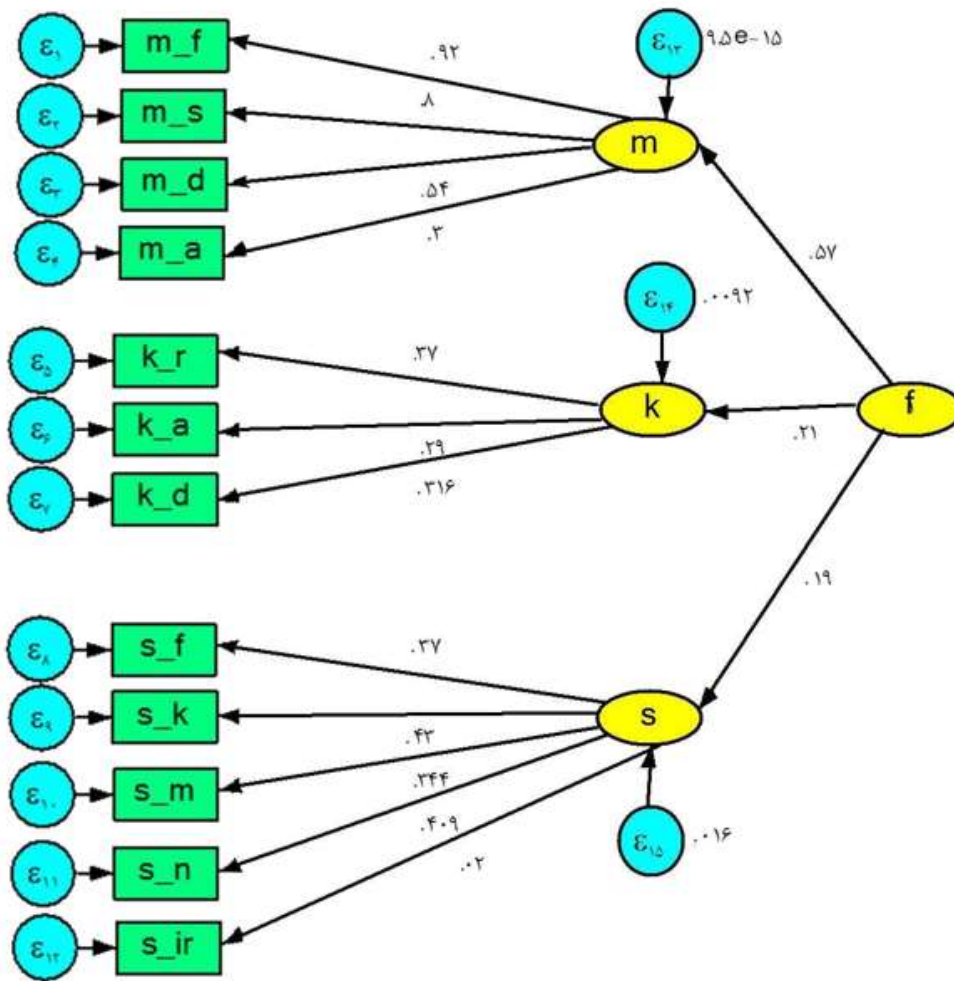 ε۱ m_f
.۹۲
ε۱۳ ۹.۵e-۱۵
ε۲ m_s
.۸
m
ε۳ m_d
.۵۴
ε۴ m_a
.۳
.۵۷
ε۱۴ .۰۰۹۲
ε۵ k_r
.۳۷
k
f
ε۶ k_a
.۲۹
.۲۱
ε۷ k_d
.۳۱۶
.۱۹
ε۸ s_f
.۳۷
ε۹ s_k
s
.۴۳
ε۱۰ s_m
.۳۴۴
.۴۰۹
ε۱۵ .۰۱۶
ε۱۱ s_n
.۰۲
ε۱۲ s_ir